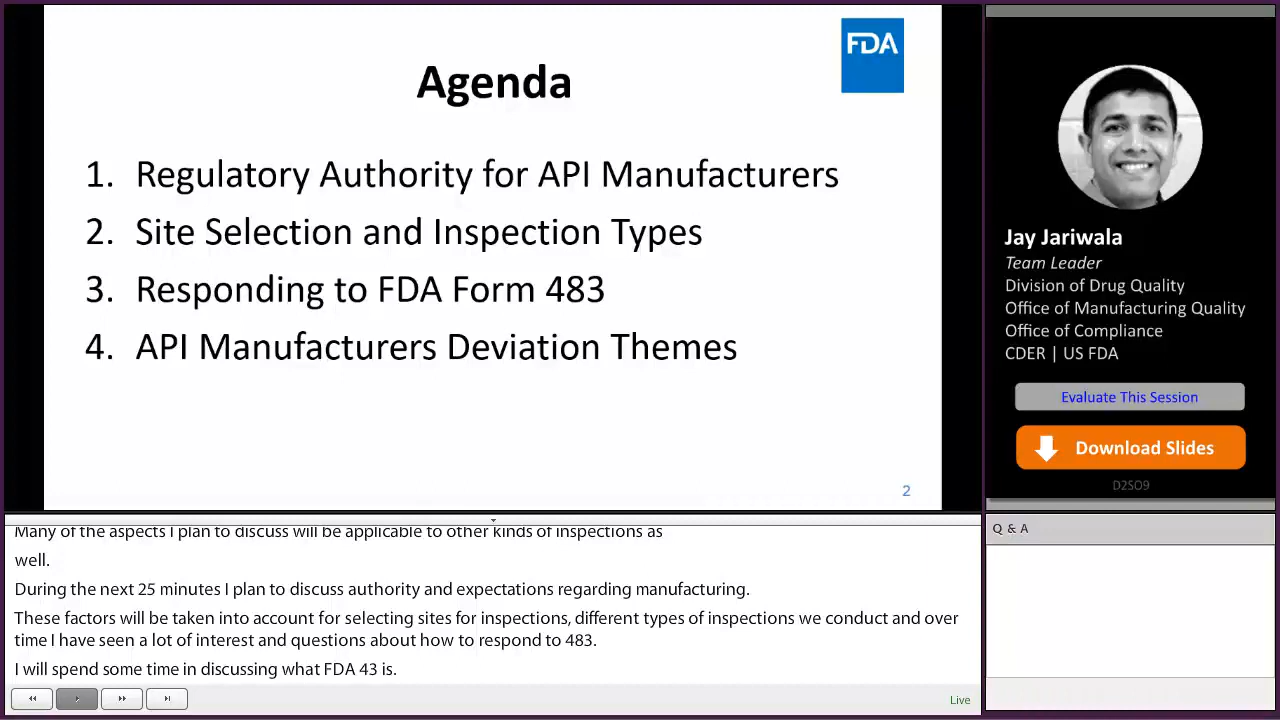 FDA
Agenda
1. Regulatory Authority for API Manufacturers
2. Site Selection and Inspection Types
3. Responding to FDA Form 483
4. API Manufacturers Deviation Themes
2
Jay Jariwala
Team Leader
Division of Drug Quality
Office of Manufacturing Quality
Office of Compliance
CDER | US FDA
Evaluate This Session
Download Slides
D2SO9
Many of the aspects I plan to discuss will be applicable to other kinds of inspections as
well.
During the next 25 minutes I plan to discuss authority and expectations regarding manufacturing.
These factors will be taken into account for selecting sites for inspections, different types of inspections we conduct and over
time I have seen a lot of interest and questions about how to respond to 483.
I will spend some time in discussing what FDA 43 is.
Live
Q & A